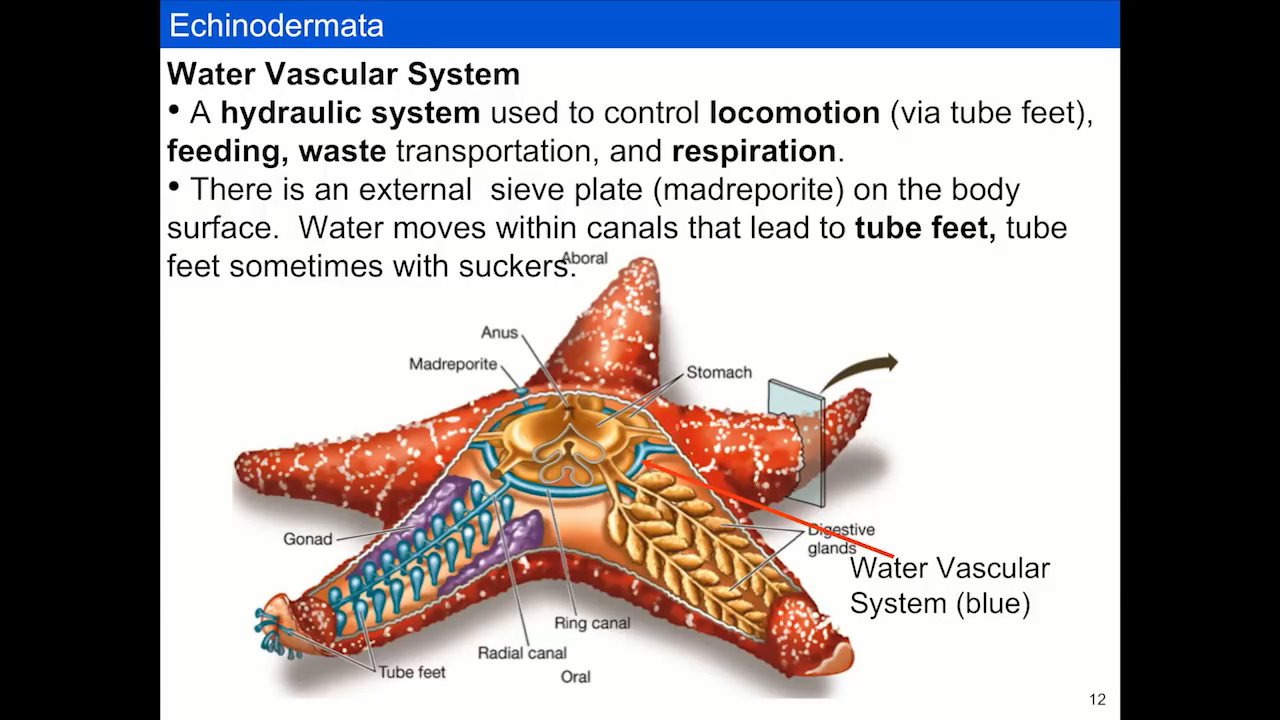 Echinodermata
Water Vascular System
• A hydraulic system used to control locomotion (via tube feet),
feeding, waste transportation, and respiration.
• There is an external sieve plate (madreporite) on the body
surface. Water moves within canals that lead to tube feet, tube
feet sometimes with suckers.
Aboral
Anus
Madreporite
Stomach
Gonad
Digestive
glands
Water Vascular
System (blue)
Ring canal
Radial canal
Tube feet
Oral
12